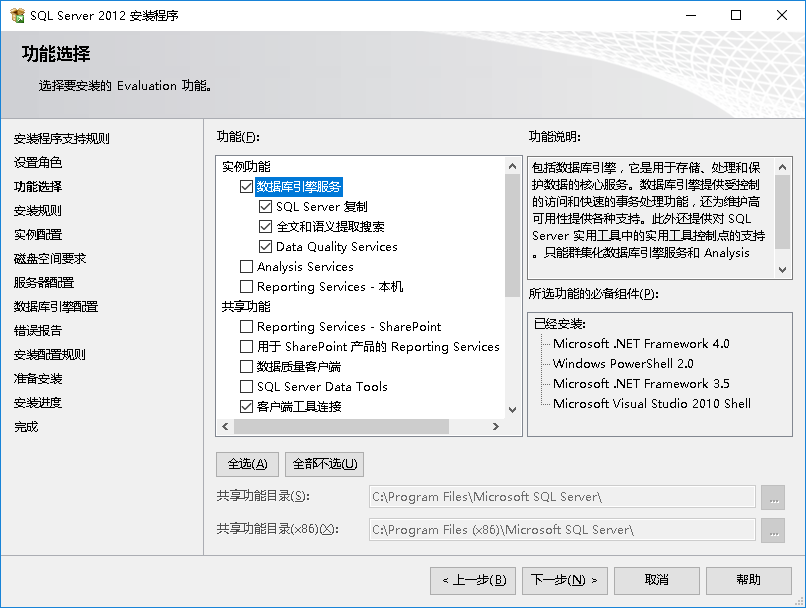 SQL Server 2012 安装程序
功能选择
选择要安装的 Evaluation 功能。
安装程序支持规则
设置角色
功能选择
安装规则
实例配置
磁盘空间要求
服务器配置
数据库引擎配置
错误报告
安装配置规则
准备安装
安装进度
完成
功能(F):
实例功能
数据库引擎服务
SQL Server 复制
全文和语义提取搜索
Data Quality Services
Analysis Services
Reporting Services - 本机
共享功能
Reporting Services - SharePoint
用于 SharePoint 产品的 Reporting Services
数据质量客户端
SQL Server Data Tools
客户端工具连接
功能说明:
包括数据库引擎，它是用于存储、处理和保
护数据的核心服务。数据库引擎提供受控制
的访问和快速的事务处理功能，还为维护高
可用性提供各种支持。此外还提供对 SQL
Server 实用工具中的实用工具控制点的支持
。只能群集化数据库引擎服务和 Analysis
所选功能的必备组件(P):
已经安装:
Microsoft .NET Framework 4.0
Windows PowerShell 2.0
Microsoft .NET Framework 3.5
Microsoft Visual Studio 2010 Shell
全选(A)
全部不选(U)
共享功能目录(S):
C:\Program Files\Microsoft SQL Server\
...
共享功能目录(x86)(X):
C:\Program Files (x86)\Microsoft SQL Server\
...
< 上一步(B)
下一步(N) >
取消
帮助